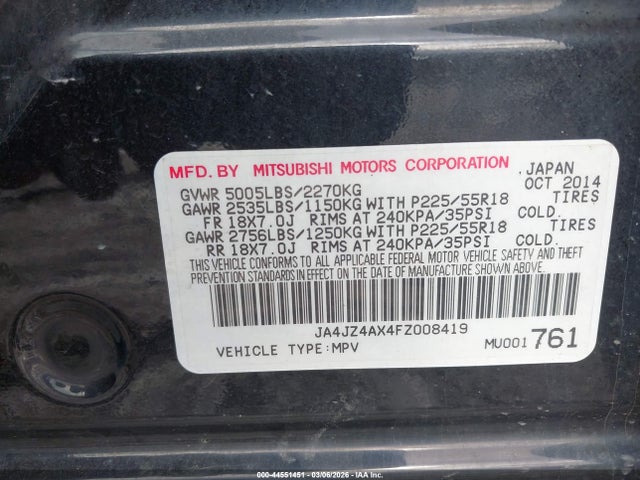 MFD. BY MITSUBISHI MOTORS CORPORATION , JAPAN
GVWR 5005LBS/2270KG OCT 2014
GAWR 2535LBS/1150KG WITH P225/55R18 TIRES
FR 18X7.0J RIMS AT 240KPA/35PSI COLD.
GAWR 2756LBS/1250KG WITH P225/55R18 TIRES
RR 18X7.0J RIMS AT 240KPA/35PSI COLD.
THIS VEHICLE CONFORMS TO ALL APPLICABLE FEDERAL MOTOR VEHICLE SAFETY AND THEFT
PREVENTION STANDARDS IN EFFECT ON THE DATE OF MANUFACTURE SHOWN ABOVE.
JA4JZ4AX4FZ008419
VEHICLE TYPE:MPV MU001 761
000-44551451 | 03/06/2026 | © IAA Inc.